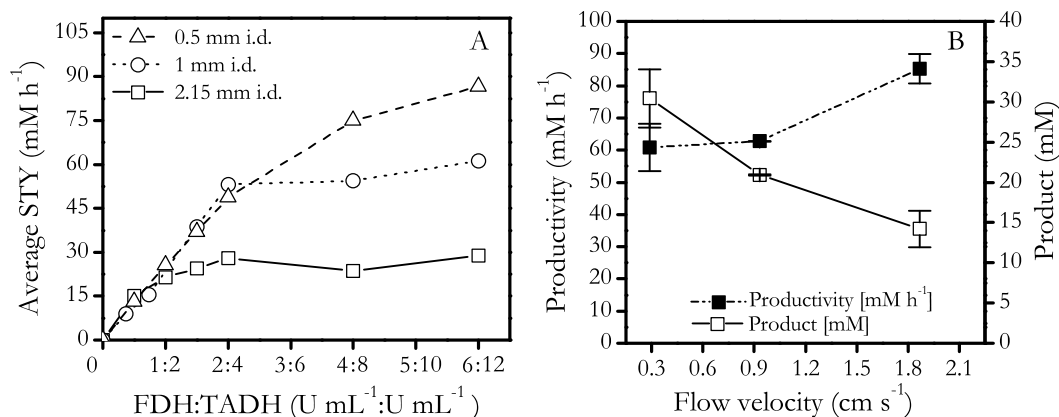 A
0.5 mm i.d.
1 mm i.d.
2.15 mm i.d.
105
90
75
60
45
30
15
0
Average STY (mM h⁻¹)
0 1:2 2:4 3:6 4:8 5:10 6:12
FDH:TADH (U mL⁻¹:U mL⁻¹)
B
100
90
80
70
60
50
40
30
20
10
0
Productivity (mM h⁻¹)
40
35
30
25
20
15
10
5
0
Product (mM)
Productivity [mM h⁻¹]
Product [mM]
0.3 0.6 0.9 1.2 1.5 1.8 2.1
Flow velocity (cm s⁻¹)